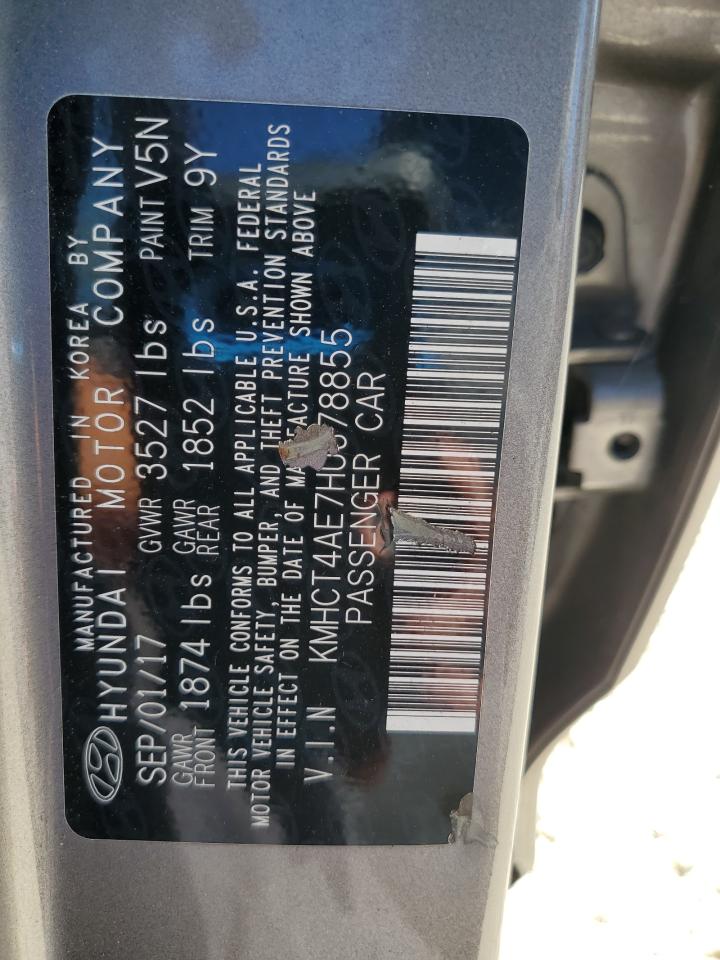 MANUFACTURED IN KOREA BY
HYUNDAI MOTOR COMPANY
SEP/01/17 GVWR 3527 lbs PAINT V5N
GAWR FRONT 1874 lbs GAWR REAR 1852 lbs TRIM 9Y
THIS VEHICLE CONFORMS TO ALL APPLICABLE U.S.A. FEDERAL
MOTOR VEHICLE SAFETY, BUMPER, AND THEFT PREVENTION STANDARDS
IN EFFECT ON THE DATE OF MANUFACTURE SHOWN ABOVE
V.I.N
PASSENGER CAR